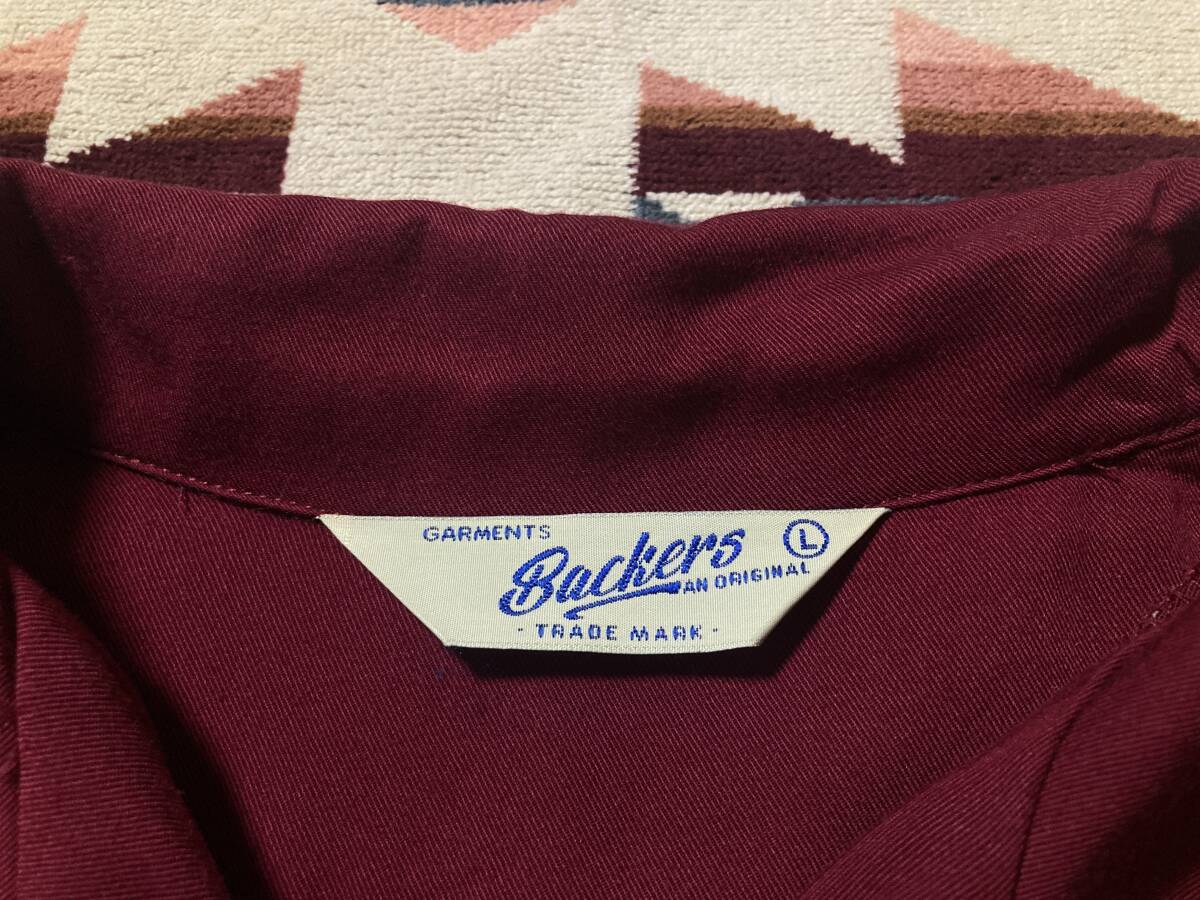 GARMENTS
Backers L
AN ORIGINAL
- TRADE MARK -